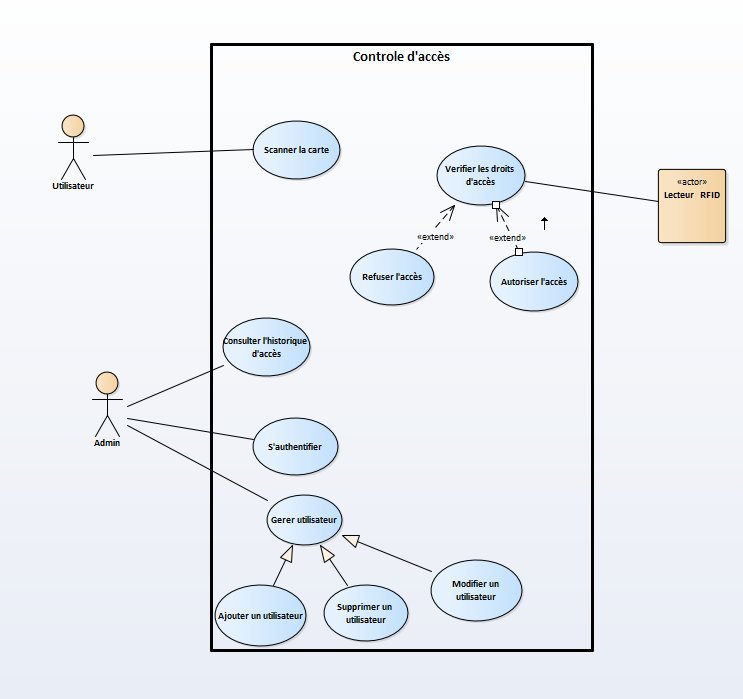 Controle d'accès
Utilisateur
Scanner la carte
Verifier les droits
d'accès
«actor»
Lecteur RFID
«extend»
«extend»
Refuser l'accès
Autoriser l'accès
Consulter l'historique
d'accès
Admin
S'authentifier
Gerer utilisateur
Ajouter un utilisateur
Supprimer un
utilisateur
Modifier un
utilisateur